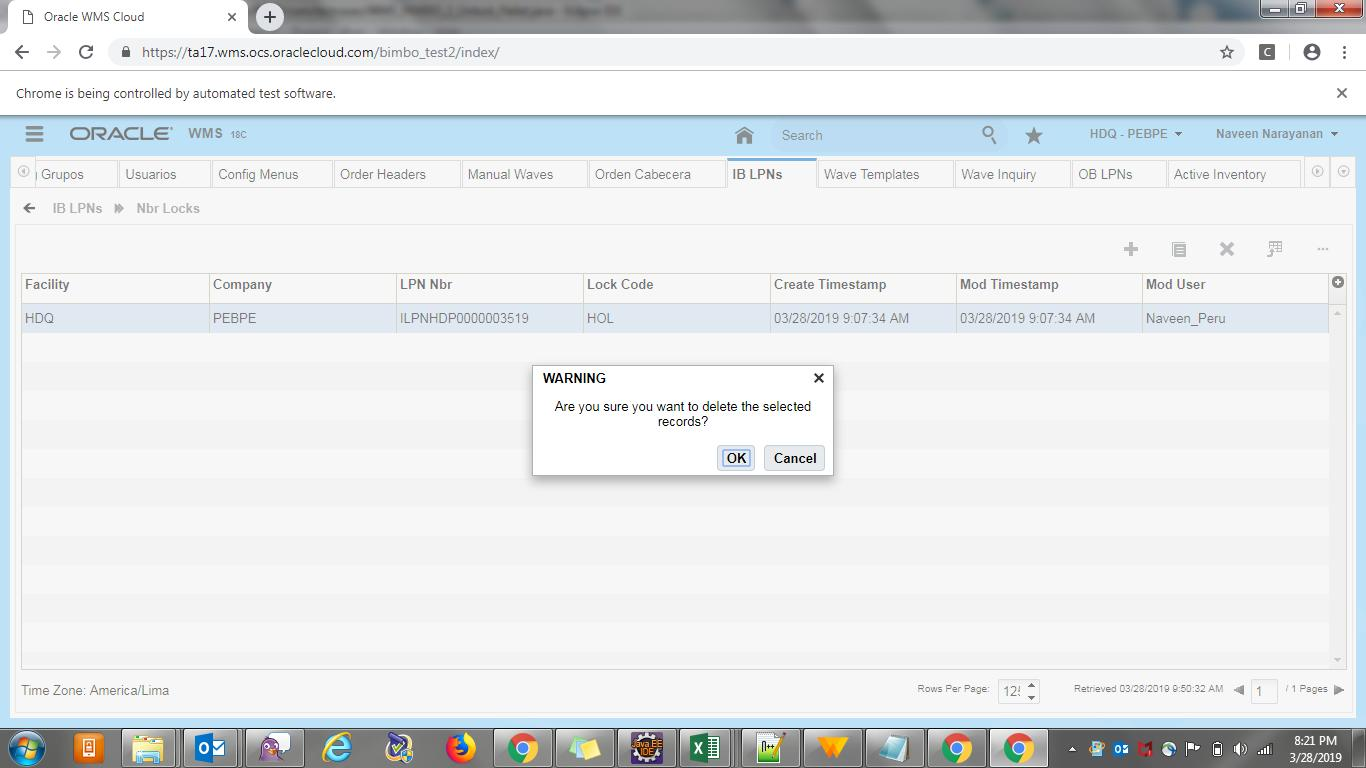 Oracle WMS Cloud
https://ta17.wms.ocs.oraclecloud.com/bimbo_test2/index/
C
Chrome is being controlled by automated test software.
ORACLE WMS 18C
Search
HDQ - PEBPE
Naveen Narayanan
Grupos
Usuarios
Config Menus
Order Headers
Manual Waves
Orden Cabecera
IB LPNs
Wave Templates
Wave Inquiry
OB LPNs
Active Inventory
IB LPNs
Nbr Locks
Facility Company LPN Nbr Lock Code Create Timestamp Mod Timestamp Mod User
HDQ PEBPE ILPNHDP0000003519 HOL 03/28/2019 9:07:34 AM 03/28/2019 9:07:34 AM Naveen_Peru
WARNING
Are you sure you want to delete the selected
records?
OK Cancel
Time Zone: America/Lima
Rows Per Page: 125
Retrieved 03/28/2019 9:50:32 AM
1 / 1 Pages
Java EE
IDE
8:21 PM
3/28/2019